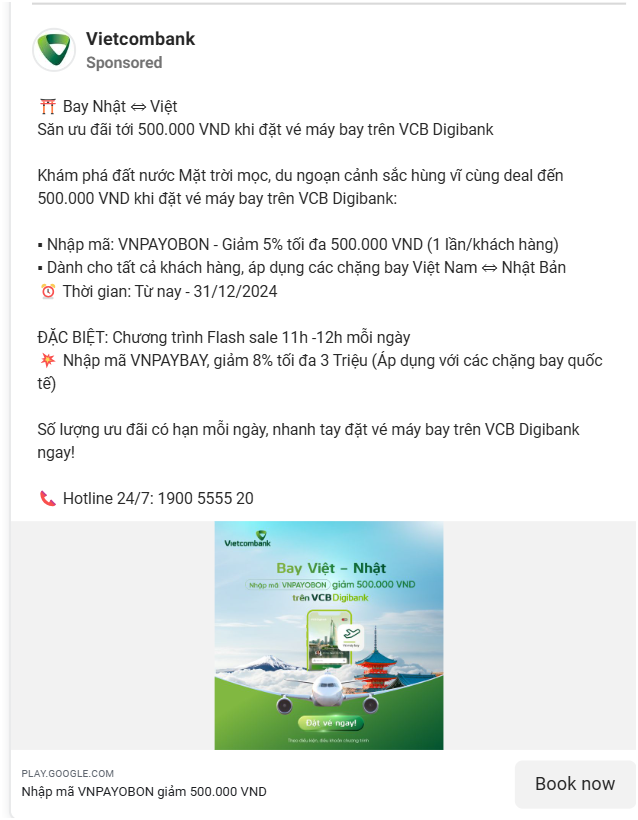 Vietcombank
Sponsored
⛩️ Bay Nhật ⇔ Việt
Săn ưu đãi tới 500.000 VND khi đặt vé máy bay trên VCB Digibank
Khám phá đất nước Mặt trời mọc, du ngoạn cảnh sắc hùng vĩ cùng deal đến
500.000 VND khi đặt vé máy bay trên VCB Digibank:
▪ Nhập mã: VNPAYOBON - Giảm 5% tối đa 500.000 VND (1 lần/khách hàng)
▪ Dành cho tất cả khách hàng, áp dụng các chặng bay Việt Nam ⇔ Nhật Bản
⏰ Thời gian: Từ nay - 31/12/2024
ĐẶC BIỆT: Chương trình Flash sale 11h -12h mỗi ngày
💥 Nhập mã VNPAYBAY, giảm 8% tối đa 3 Triệu (Áp dụng với các chặng bay quốc
tế)
Số lượng ưu đãi có hạn mỗi ngày, nhanh tay đặt vé máy bay trên VCB Digibank
ngay!
📞 Hotline 24/7: 1900 5555 20
Vietcombank
Bay Việt – Nhật
Nhập mã VNPAYOBON giảm 500.000 VND
trên VCB Digibank
Đặt vé ngay!
PLAY.GOOGLE.COM
Nhập mã VNPAYOBON giảm 500.000 VND
Book now